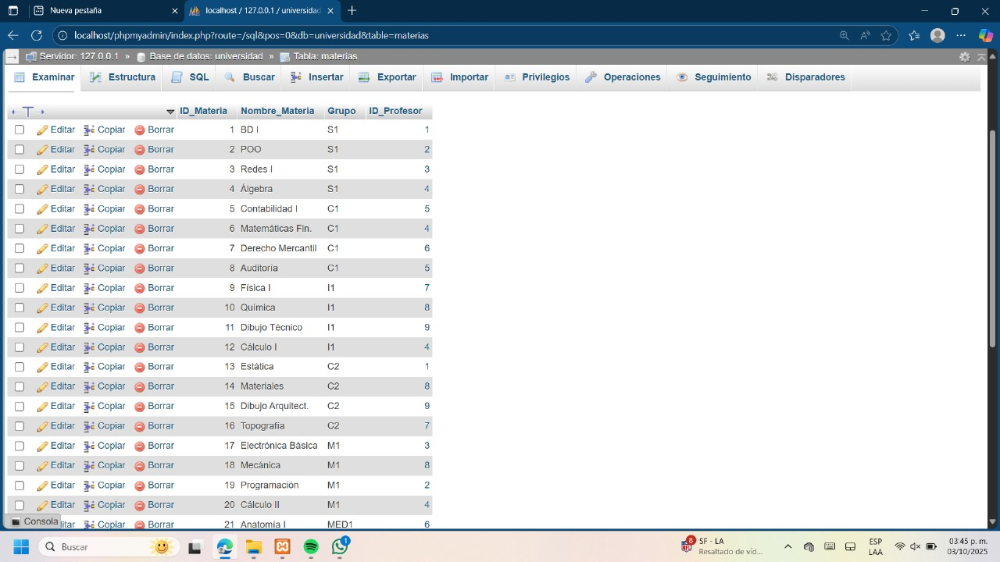 Nueva pestaña
localhost / 127.0.0.1 / universidad
localhost/phpmyadmin/index.php?route=/sql&pos=0&db=universidad&table=materias
Servidor: 127.0.0.1 » Base de datos: universidad » Tabla: materias
Examinar Estructura SQL Buscar Insertar Exportar Importar Privilegios Operaciones Seguimiento Disparadores
ID_Materia Nombre_Materia Grupo ID_Profesor
Editar Copiar Borrar 1 BD I S1 1
Editar Copiar Borrar 2 POO S1 2
Editar Copiar Borrar 3 Redes I S1 3
Editar Copiar Borrar 4 Álgebra S1 4
Editar Copiar Borrar 5 Contabilidad I C1 5
Editar Copiar Borrar 6 Matemáticas Fin. C1 4
Editar Copiar Borrar 7 Derecho Mercantil C1 6
Editar Copiar Borrar 8 Auditoría C1 5
Editar Copiar Borrar 9 Física I I1 7
Editar Copiar Borrar 10 Química I1 8
Editar Copiar Borrar 11 Dibujo Técnico I1 9
Editar Copiar Borrar 12 Cálculo I I1 4
Editar Copiar Borrar 13 Estática C2 1
Editar Copiar Borrar 14 Materiales C2 8
Editar Copiar Borrar 15 Dibujo Arquitect. C2 9
Editar Copiar Borrar 16 Topografía C2 7
Editar Copiar Borrar 17 Electrónica Básica M1 3
Editar Copiar Borrar 18 Mecánica M1 8
Editar Copiar Borrar 19 Programación M1 2
Editar Copiar Borrar 20 Cálculo II M1 4
Consola litar Copiar Borrar 21 Anatomía I MED1 6
Buscar
1
8
SF - LA
Resaltado de víd...
ESP
LAA
03:45 p. m.
03/10/2025